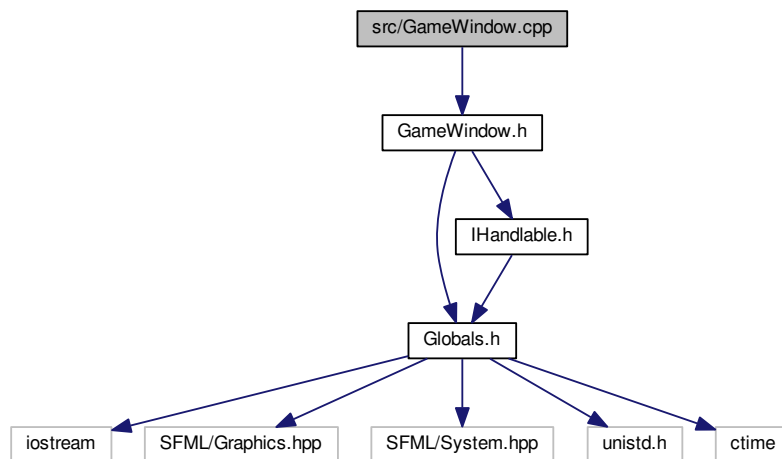 src/GameWindow.cpp
GameWindow.h
IHandlable.h
Globals.h
iostream
SFML/Graphics.hpp
SFML/System.hpp
unistd.h
ctime